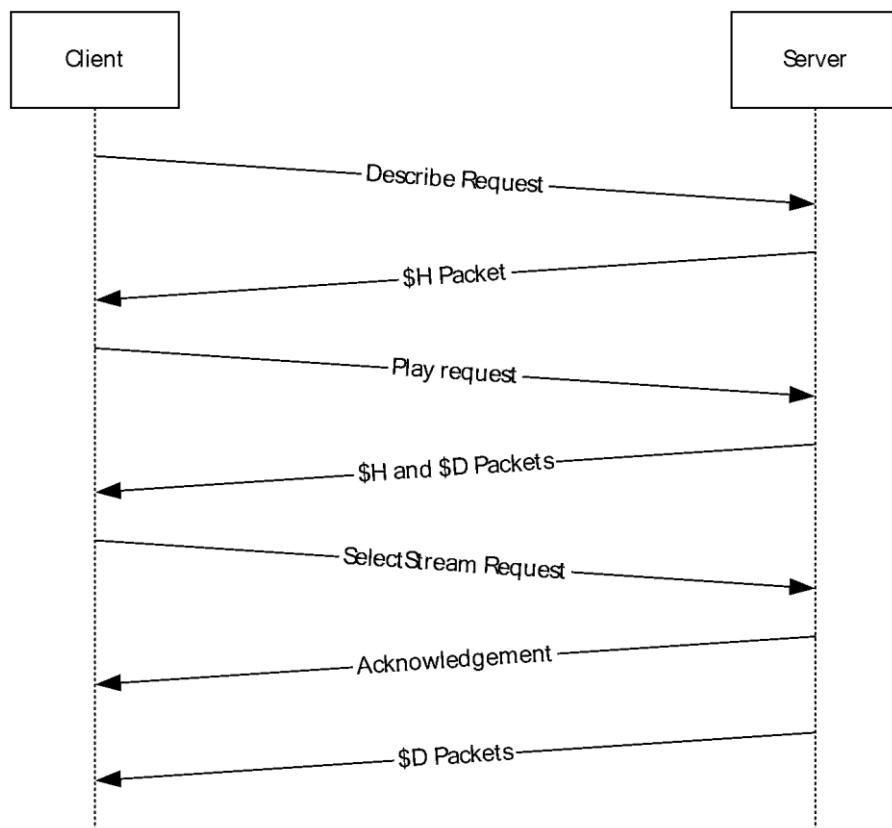 Client
Server
Describe Request
$H Packet
Play request
$H and $D Packets
SelectStream Request
Acknowledgement
$D Packets